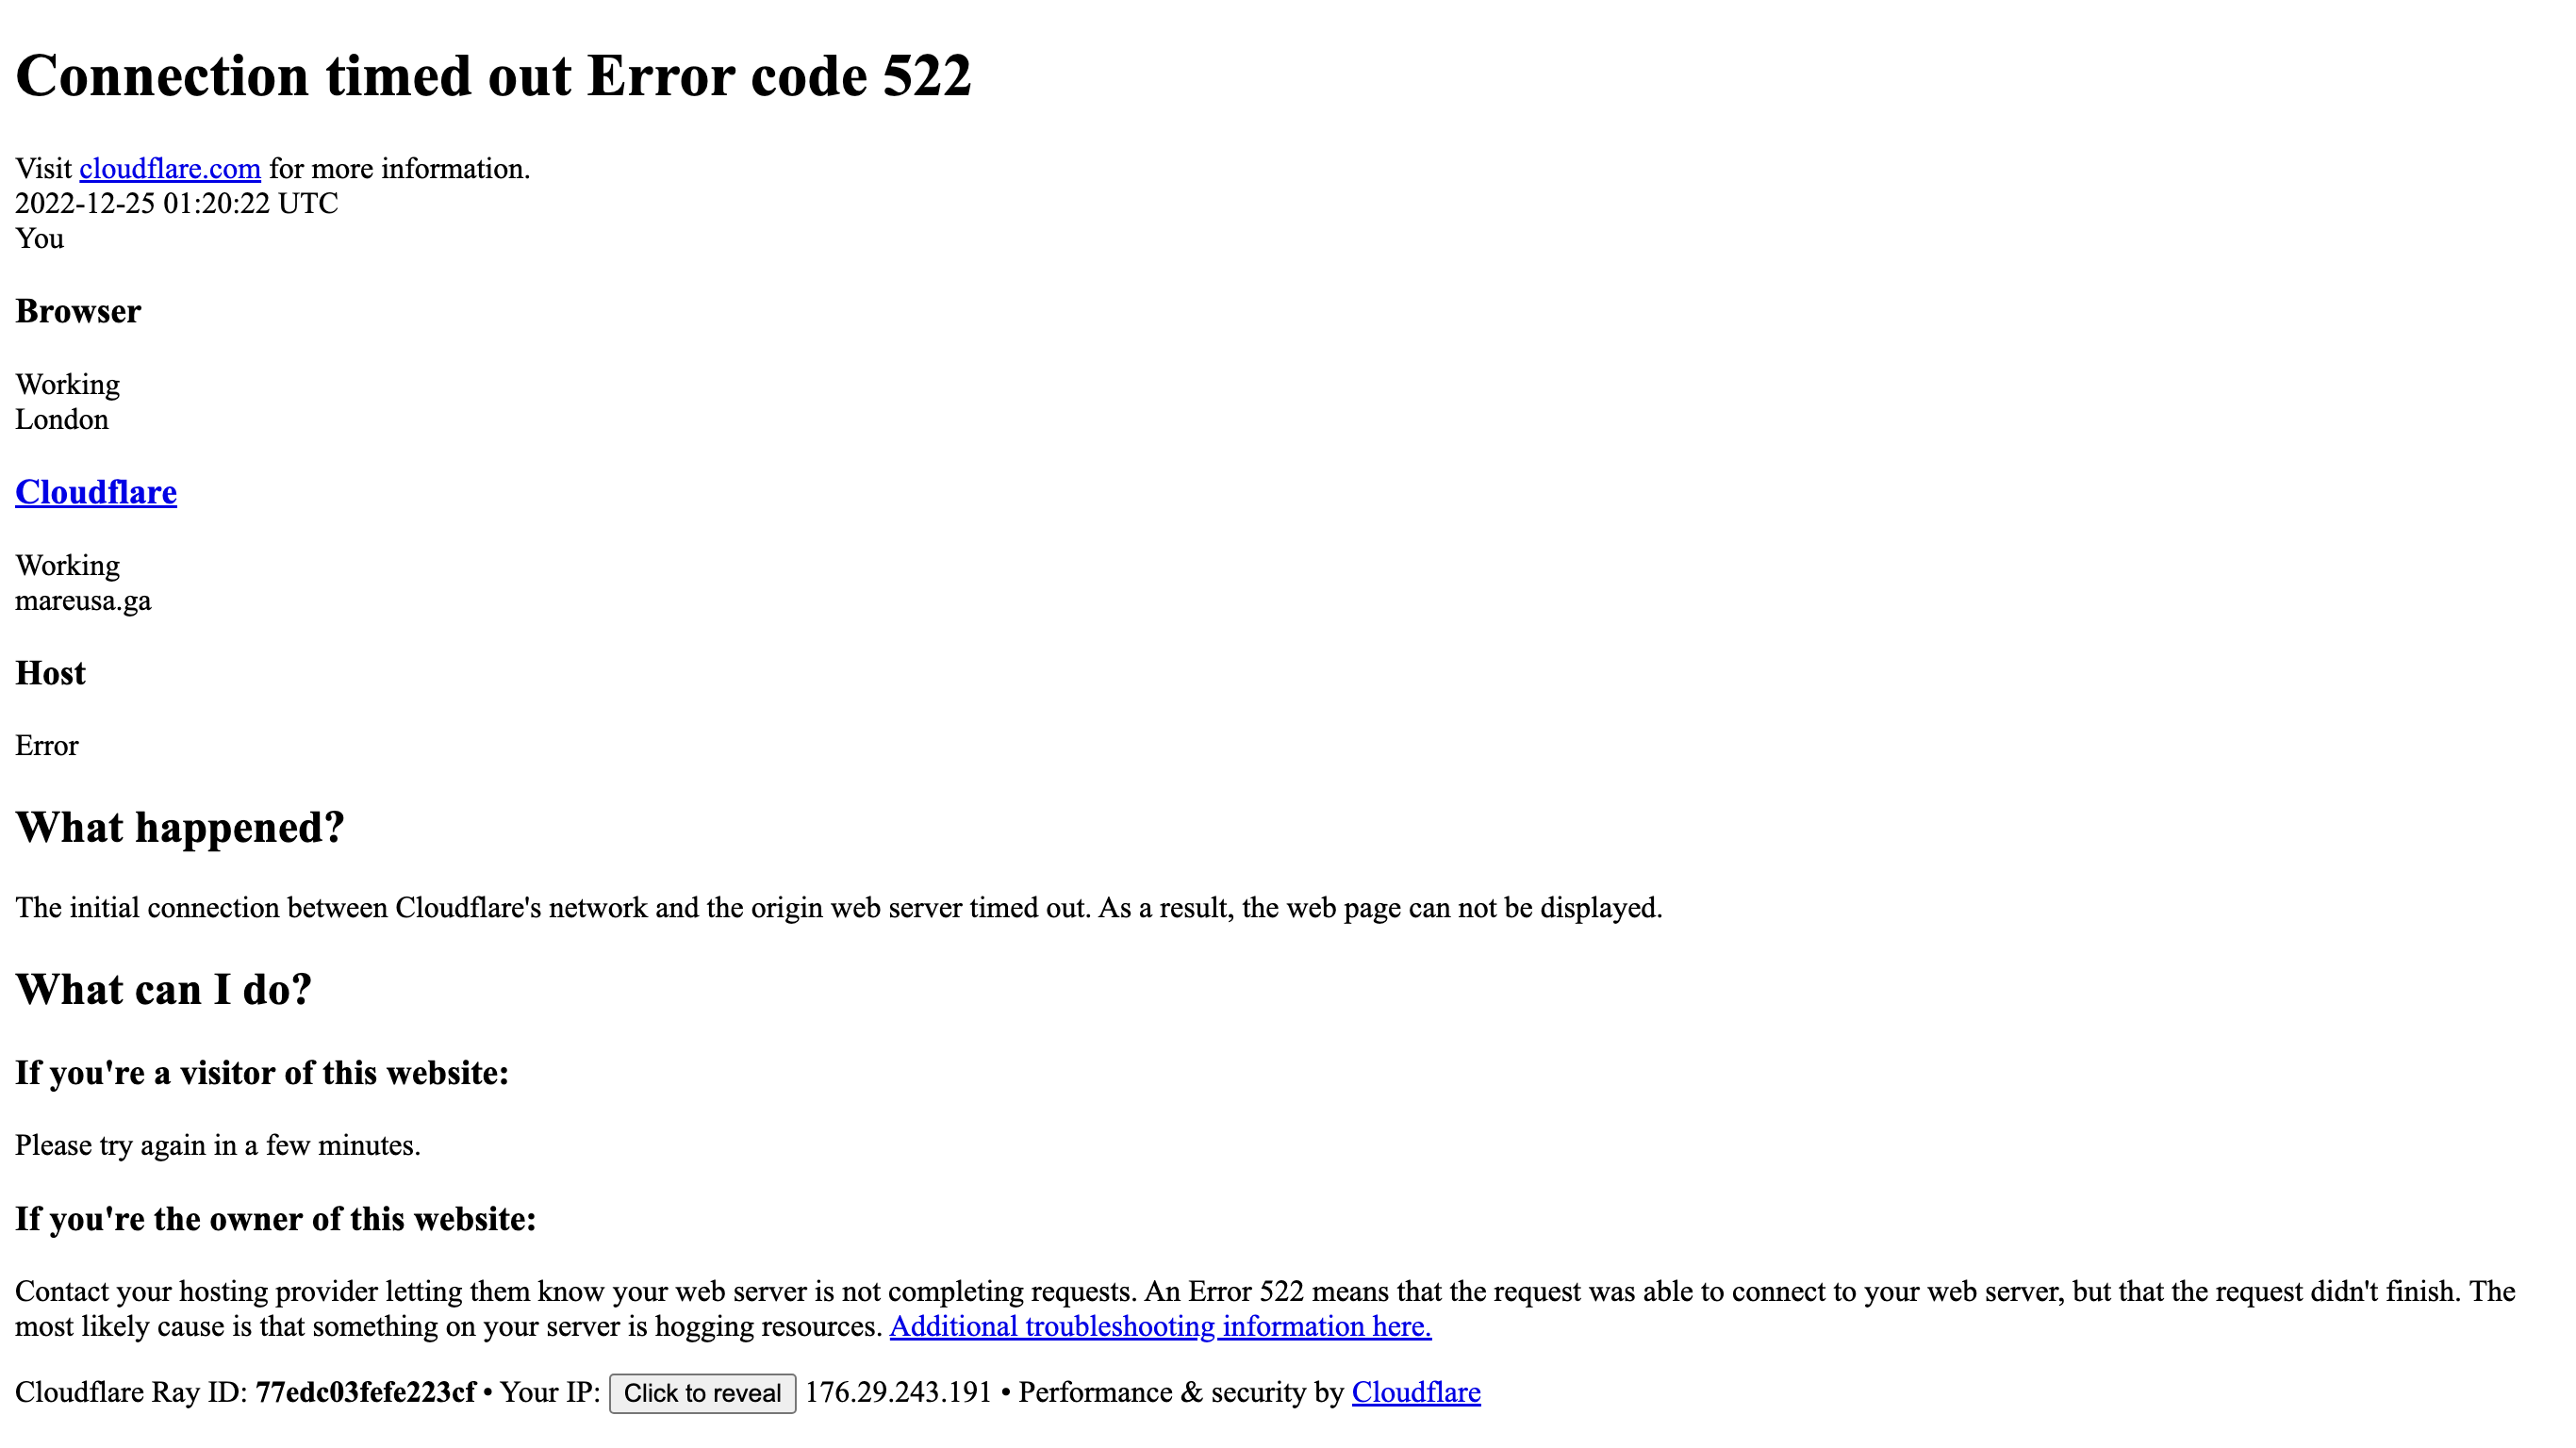 Connection timed out Error code 522
Visit cloudflare.com for more information.
2022-12-25 01:20:22 UTC
You
Browser
Working
London
Cloudflare
Working
mareusa.ga
Host
Error
What happened?
The initial connection between Cloudflare's network and the origin web server timed out. As a result, the web page can not be displayed.
What can I do?
If you're a visitor of this website:
Please try again in a few minutes.
If you're the owner of this website:
Contact your hosting provider letting them know your web server is not completing requests. An Error 522 means that the request was able to connect to your web server, but that the request didn't finish. The
most likely cause is that something on your server is hogging resources. Additional troubleshooting information here.
Cloudflare Ray ID: 77edc03fefe223cf • Your IP: Click to reveal 176.29.243.191 • Performance & security by Cloudflare